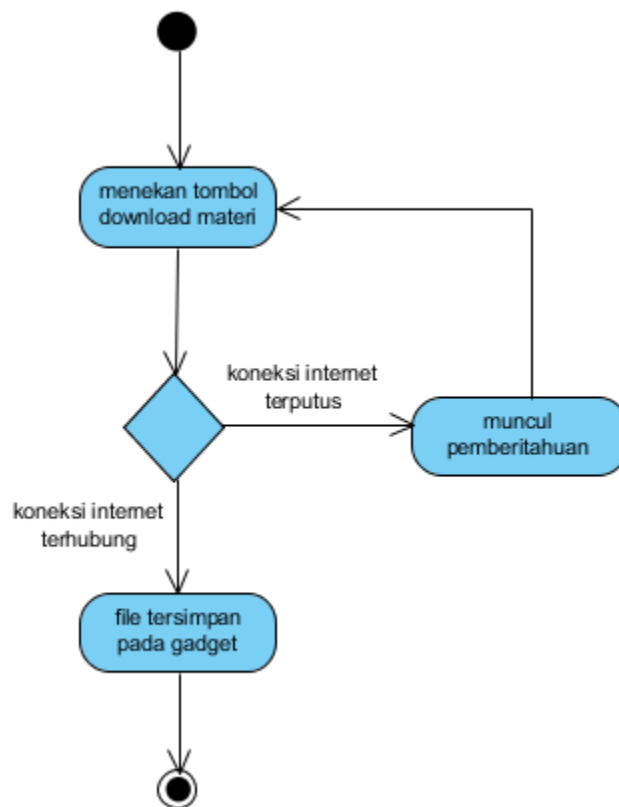 menekan tombol
download materi
koneksi internet
terputus
muncul
pemberitahuan
koneksi internet
terhubung
file tersimpan
pada gadget